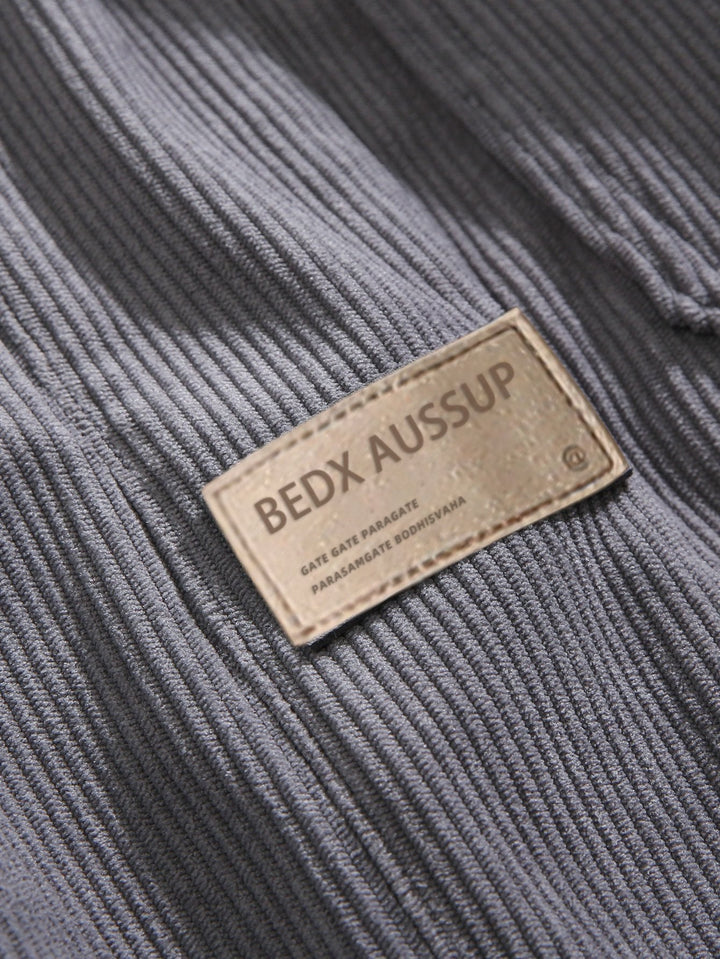 BEDX AUSSUP
@
GATE GATE PARAGATE
PARASAMGATE BODHISVAHA